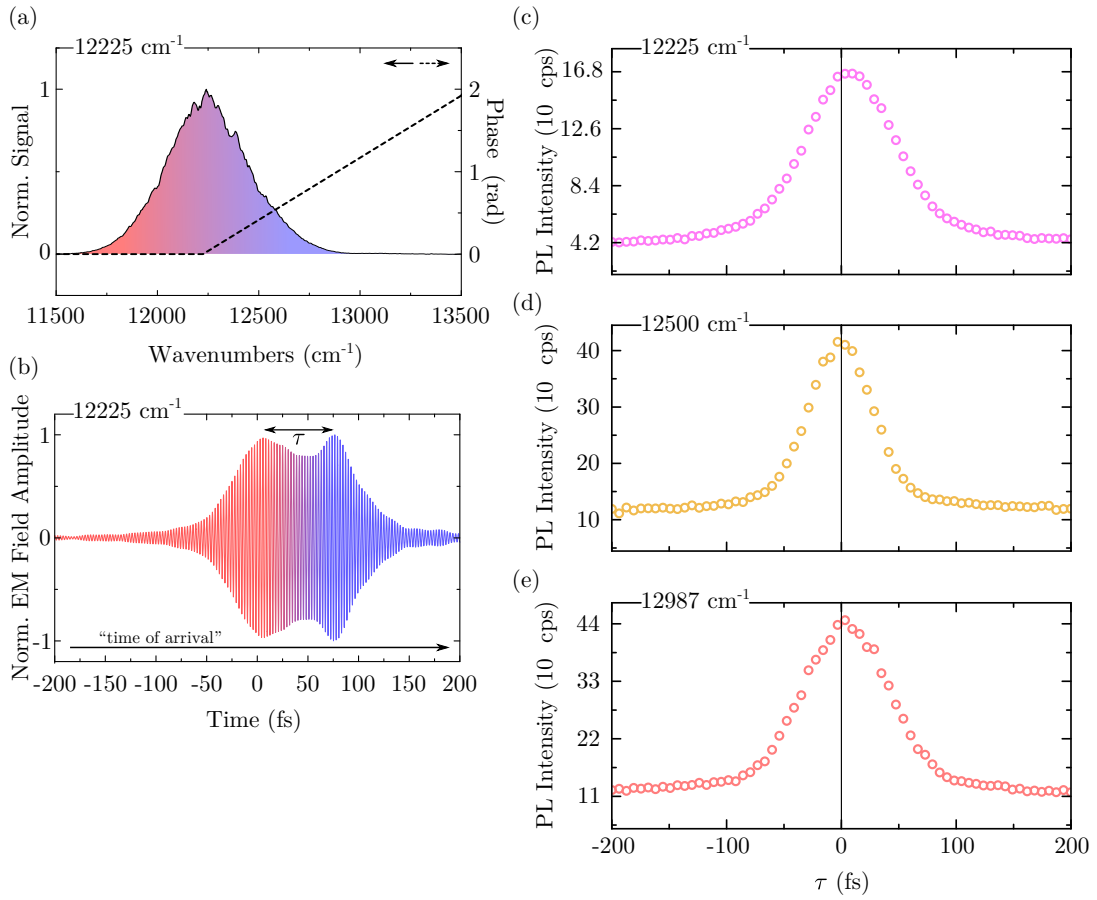 (a)
12225 cm⁻¹
Norm. Signal
1
0
2
1
0
Phase (rad)
11500 12000 12500 13000 13500
Wavenumbers (cm⁻¹)
(b)
12225 cm⁻¹
Norm. EM Field Amplitude
1
0
-1
τ
“time of arrival”
-200 -150 -100 -50 0 50 100 150 200
Time (fs)
(c)
12225 cm⁻¹
PL Intensity (10 cps)
16.8
12.6
8.4
4.2
(d)
12500 cm⁻¹
PL Intensity (10 cps)
40
30
20
10
(e)
12987 cm⁻¹
PL Intensity (10 cps)
44
33
22
11
-200 -100 0 100 200
τ (fs)